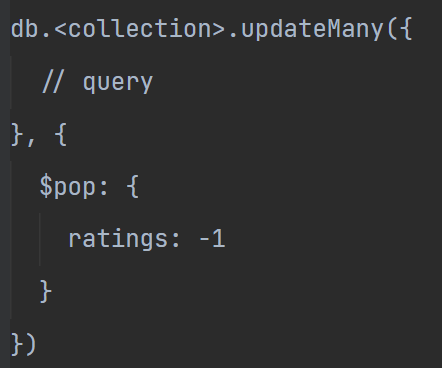 db.<collection>.updateMany({
  // query
}, {
  $pop: {
    ratings: -1
  }
})